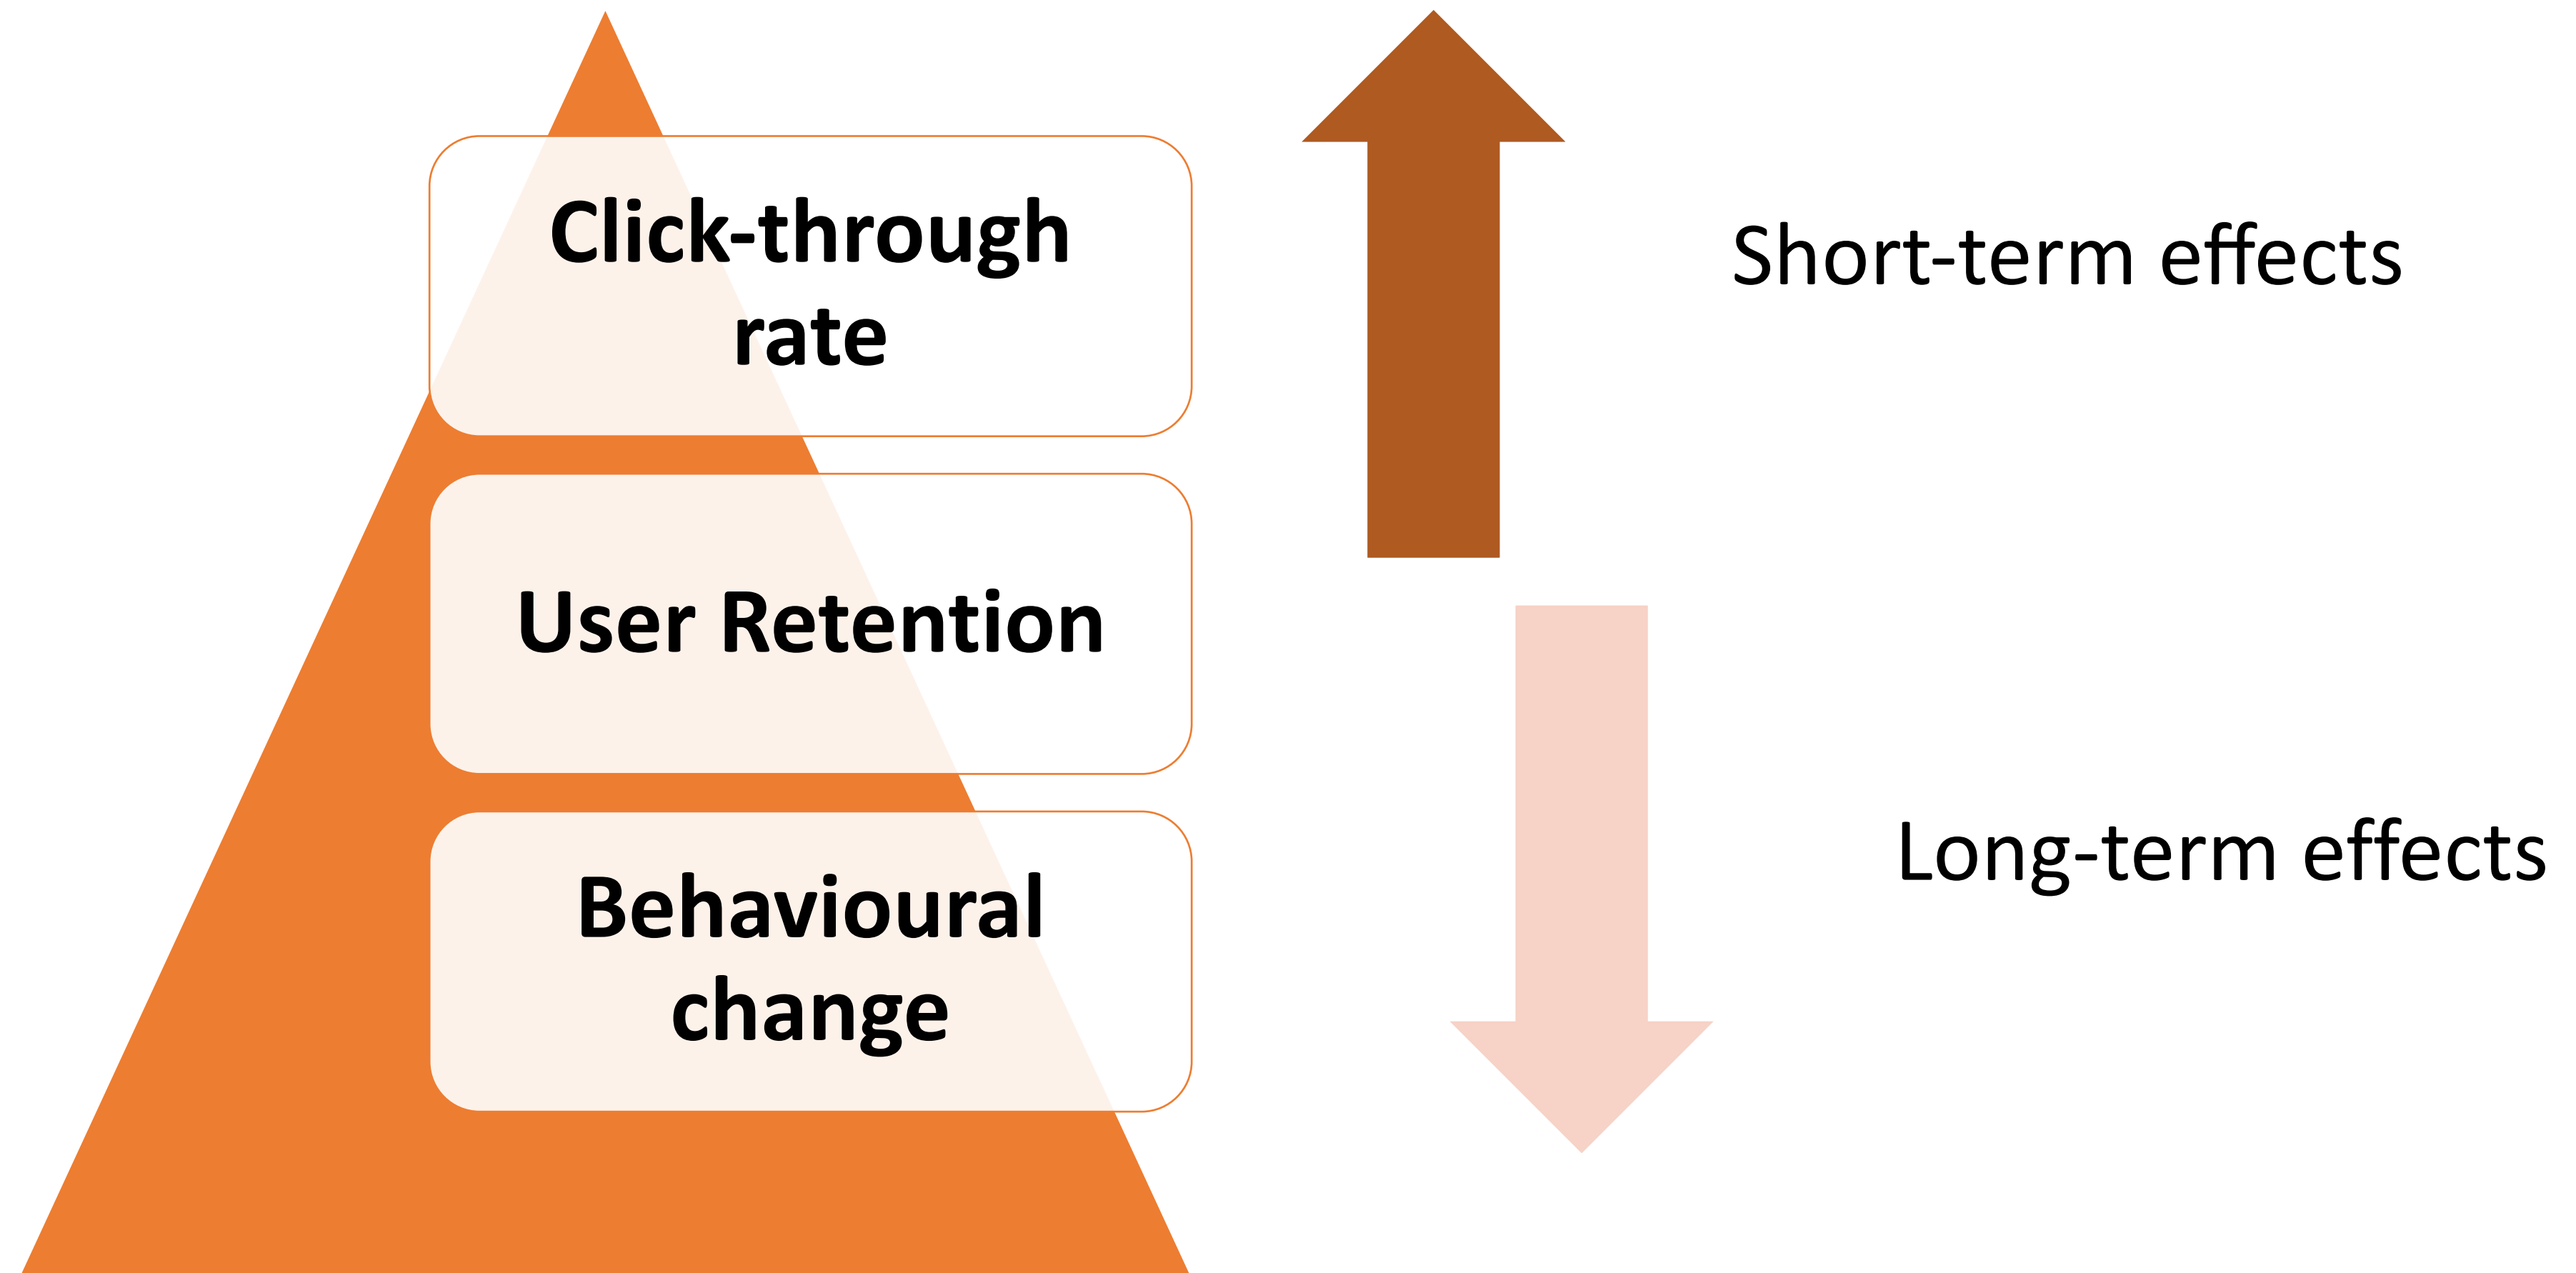 Click-through
rate
User Retention
Behavioural
change
Short-term effects
Long-term effects